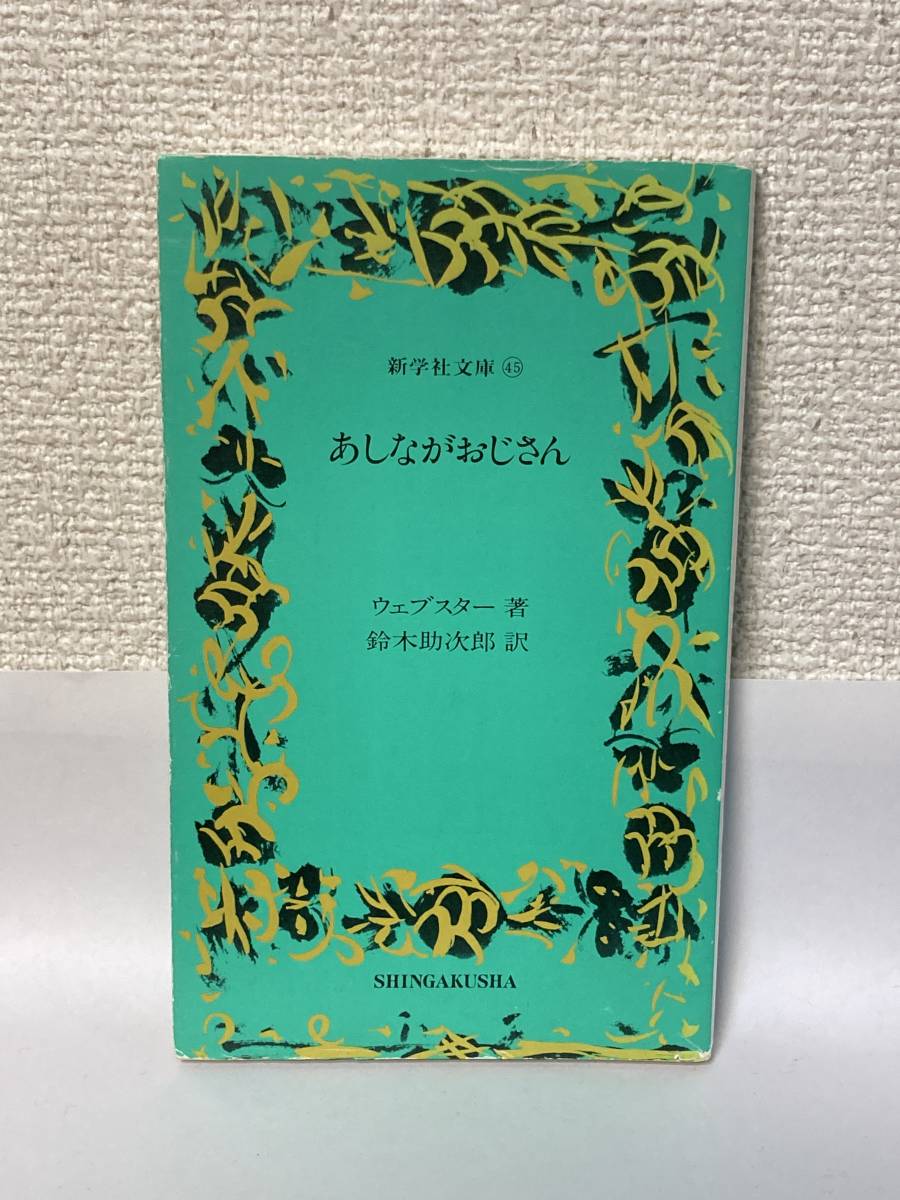 新学社文庫 ㊺
あしながおじさん
ウェブスター 著
鈴木助次郎 訳
SHINGAKUSHA